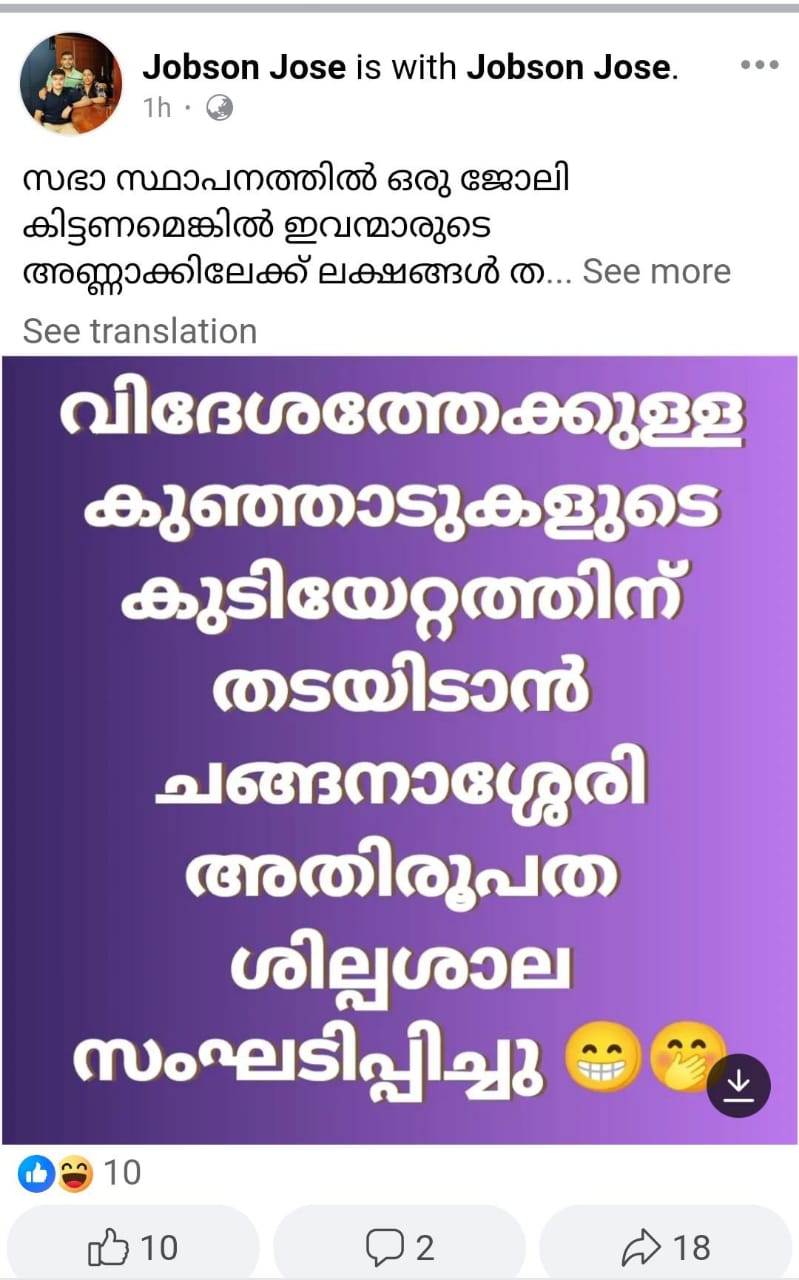 Jobson Jose is with Jobson Jose.
1h
സഭാ സ്ഥാപനത്തിൽ ഒരു ജോലി
കിട്ടണമെങ്കിൽ ഇവന്മാരുടെ
അണ്ണാക്കിലേക്ക് ലക്ഷങ്ങൾ ത... See more
See translation
വിദേശത്തേക്കുള്ള
കുഞ്ഞാടുകളുടെ
കുടിയേറ്റത്തിന്
തടയിടാൻ
ചങ്ങനാശ്ശേരി
അതിരൂപത
ശില്പശാല
സംഘടിപ്പിച്ചു 😁🤭
10
10 2 18